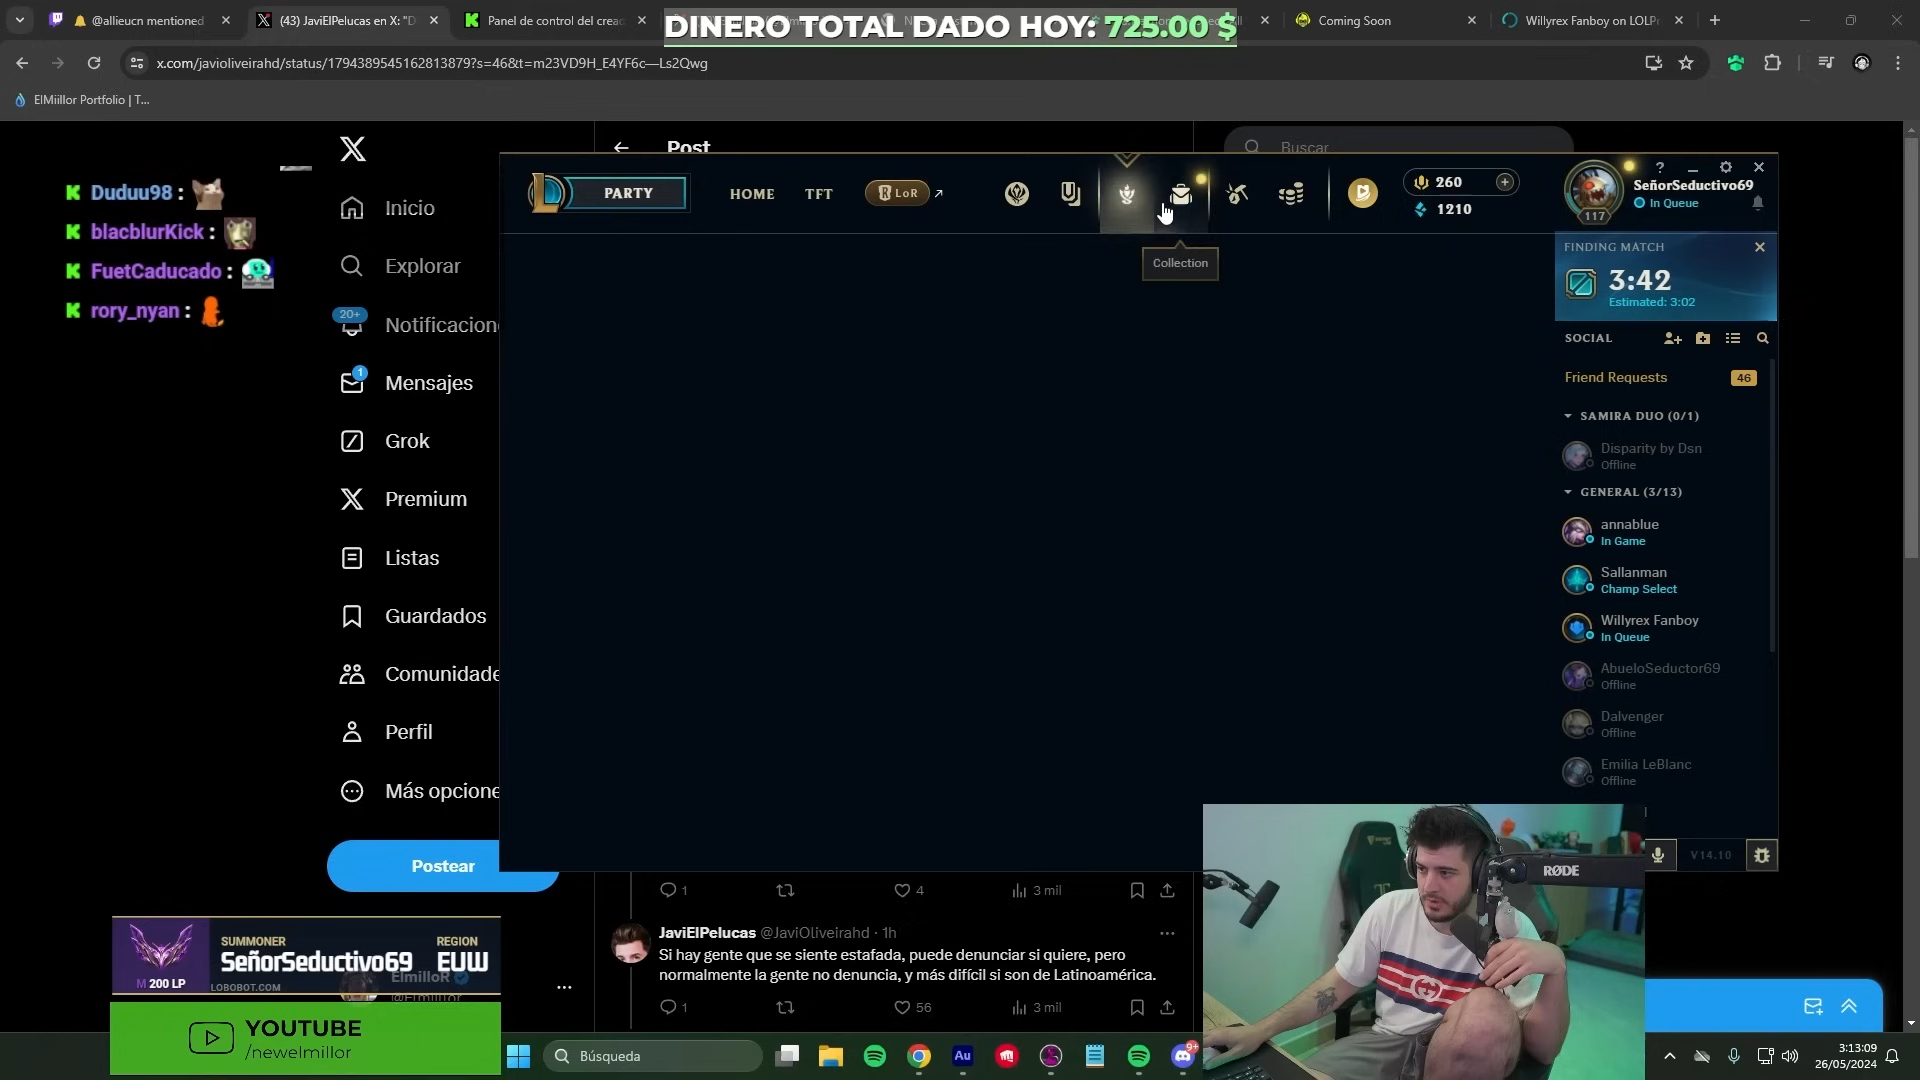 @allieucn mentioned
(43) JaviElPelucas en X: "D
Panel de control del creac
DINERO TOTAL DADO HOY: 725.00 $
Coming Soon
Willyrex Fanboy on LOLP
x.com/javioliveirahd/status/1794389545162813879?s=46&t=m23VD9H_E4YF6c—Ls2Qwg
ElMiillor Portfolio | T...
Duduu98 :
blacblurKick :
FuetCaducado :
rory_nyan :
Inicio
Explorar
20+
Notificacion
1
Mensajes
Grok
Premium
Listas
Guardados
Comunidade
Perfil
Más opcione
Postear
Post
Buscar
PARTY
HOME
TFT
LoR
Collection
260
1210
117
SeñorSeductivo69
In Queue
FINDING MATCH
3:42
Estimated: 3:02
SOCIAL
Friend Requests
46
SAMIRA DUO (0/1)
Disparity by Dsn
Offline
GENERAL (3/13)
annablue
In Game
Sallanman
Champ Select
Willyrex Fanboy
In Queue
AbueloSeductor69
Offline
Dalvenger
Offline
Emilia LeBlanc
Offline
V14.10
1
4
3 mil
JaviElPelucas @JaviOliveirahd · 1h
Si hay gente que se siente estafada, puede denunciar si quiere, pero
normalmente la gente no denuncia, y más difícil si son de Latinoamérica.
1
56
3 mil
RØDE
SUMMONER
SeñorSeductivo69
REGION
EUW
M 200 LP
LOBOBOT.COM
ElmilloR
@Elmillor
YOUTUBE
/newelmillor
Búsqueda
Au
9+
3:13:09
26/05/2024